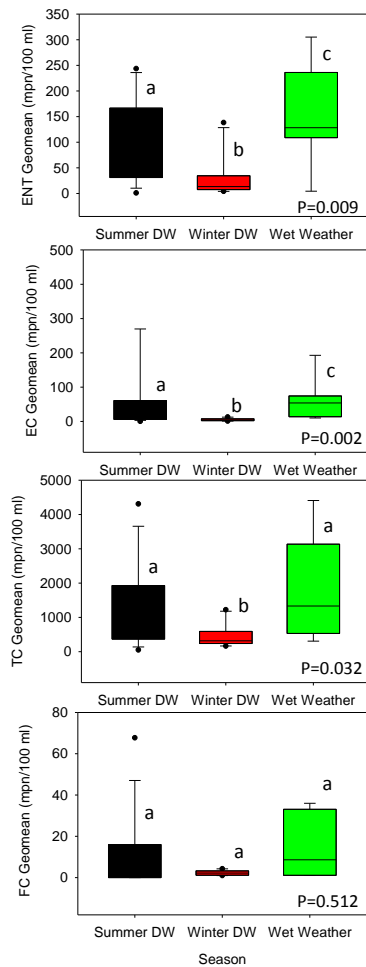 ENT Geomean (mpn/100 ml)
350
300
250
200
150
100
50
0
a
b
c
P=0.009
Summer DW Winter DW Wet Weather
EC Geomean (mpn/100 ml)
500
400
300
200
100
0
a
b
c
P=0.002
Summer DW Winter DW Wet Weather
TC Geomean (mpn/100 ml)
5000
4000
3000
2000
1000
0
a
b
a
P=0.032
Summer DW Winter DW Wet Weather
FC Geomean (mpn/100 ml)
80
60
40
20
0
a
a
a
P=0.512
Summer DW Winter DW Wet Weather
Season